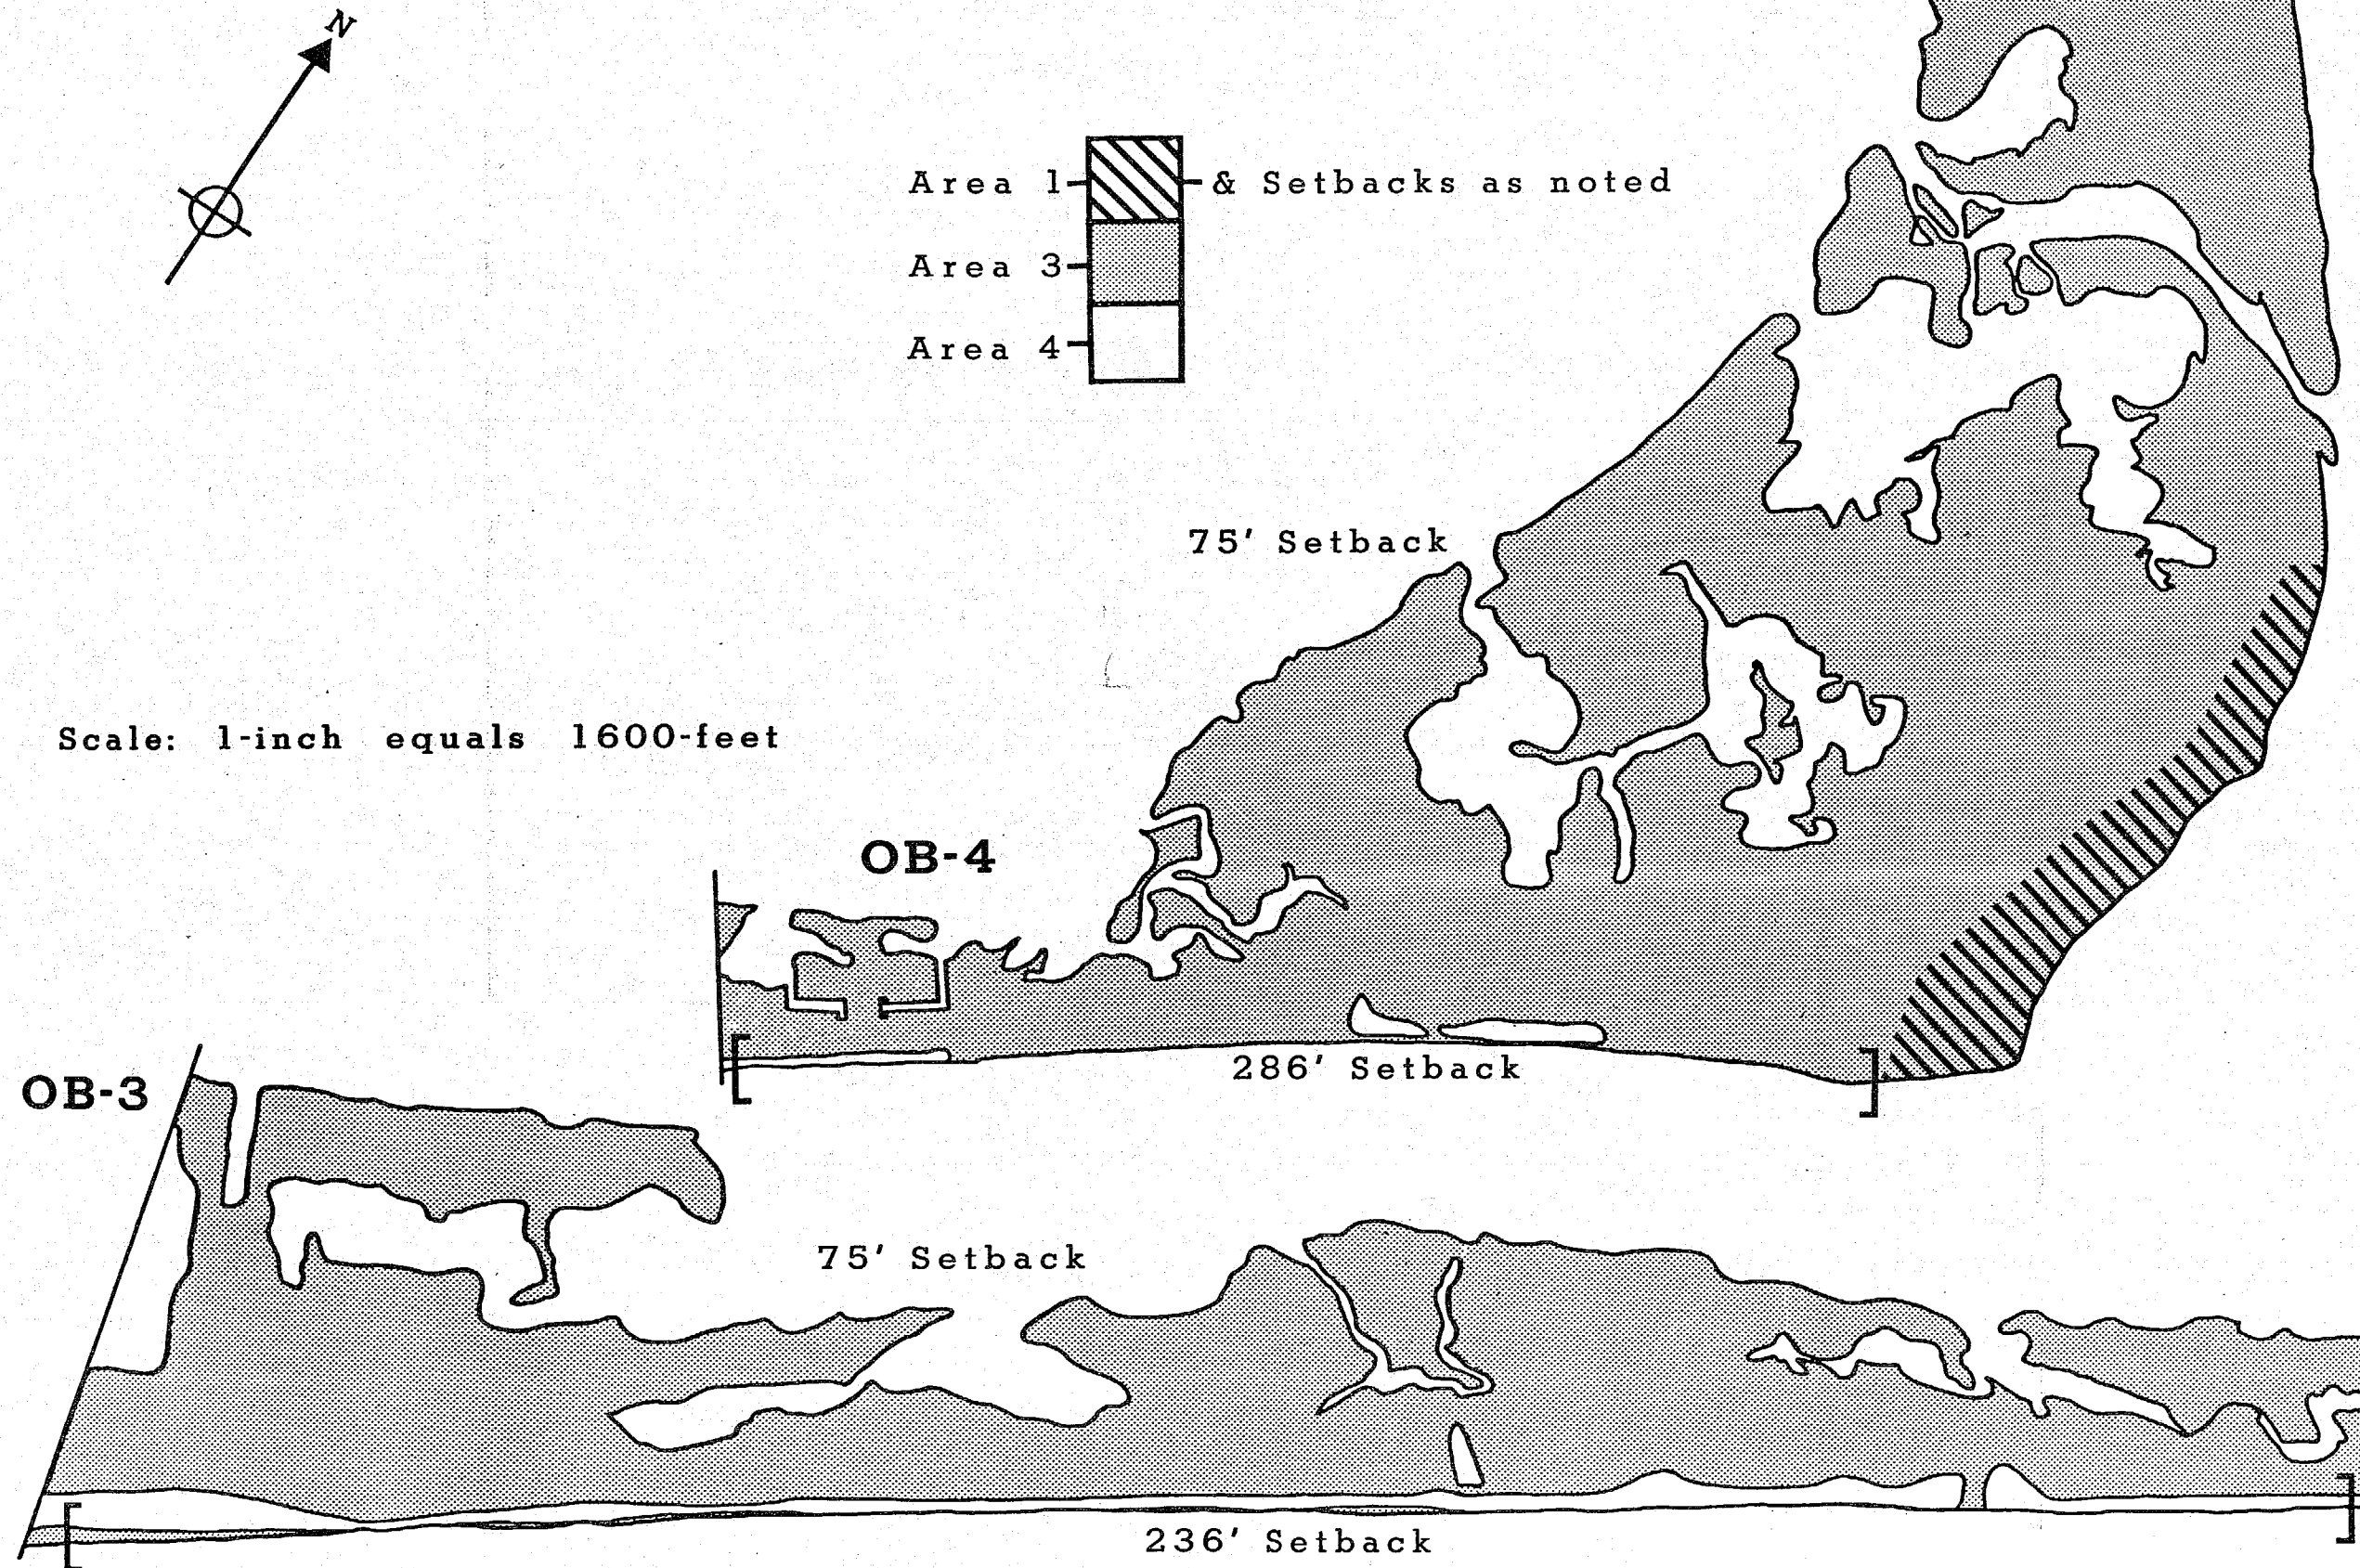 N
Area 1 & Setbacks as noted
Area 3
Area 4
75' Setback
Scale: 1-inch equals 1600-feet
OB-4
286' Setback
OB-3
75' Setback
236' Setback